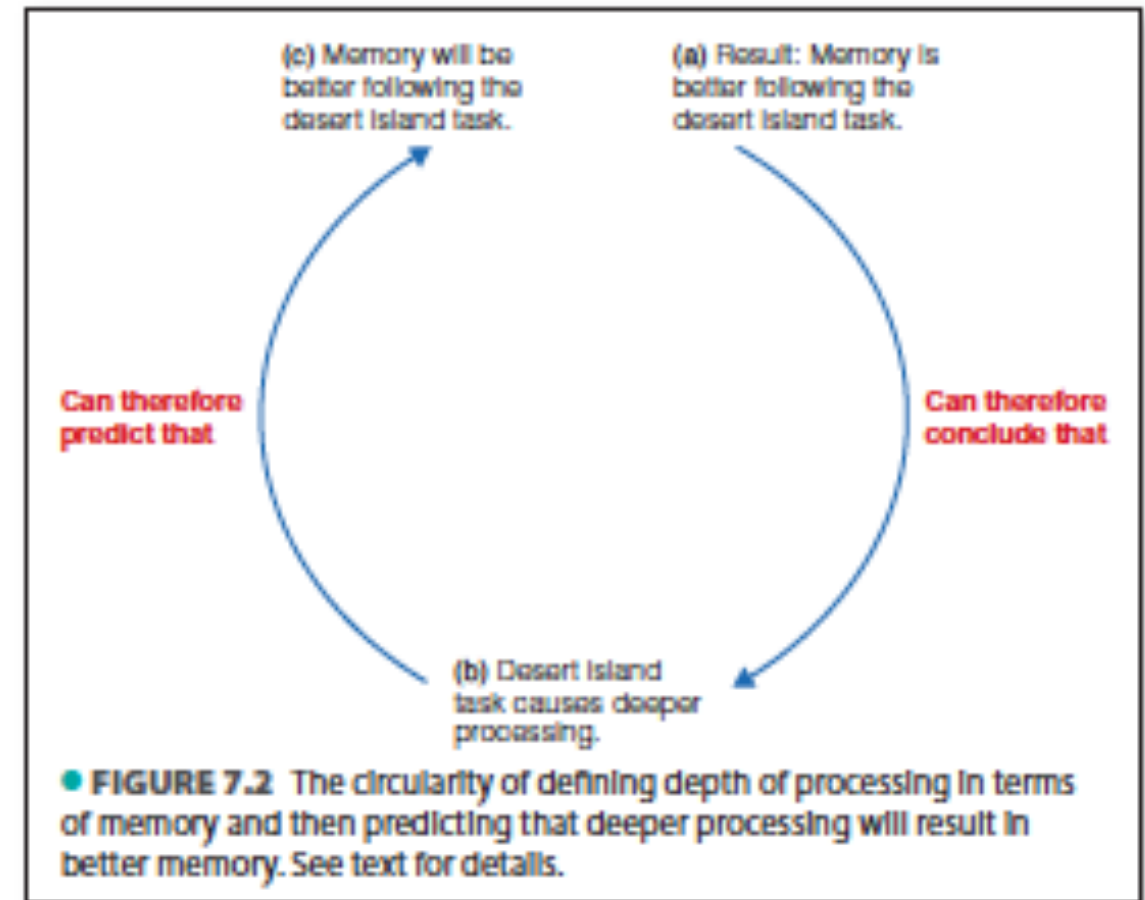 (c) Memory will be
better following the
desert island task.
(a) Result: Memory is
better following the
desert island task.
Can therefore
predict that
Can therefore
conclude that
(b) Desert island
task causes deeper
processing.
● FIGURE 7.2 The circularity of defining depth of processing in terms
of memory and then predicting that deeper processing will result in
better memory. See text for details.